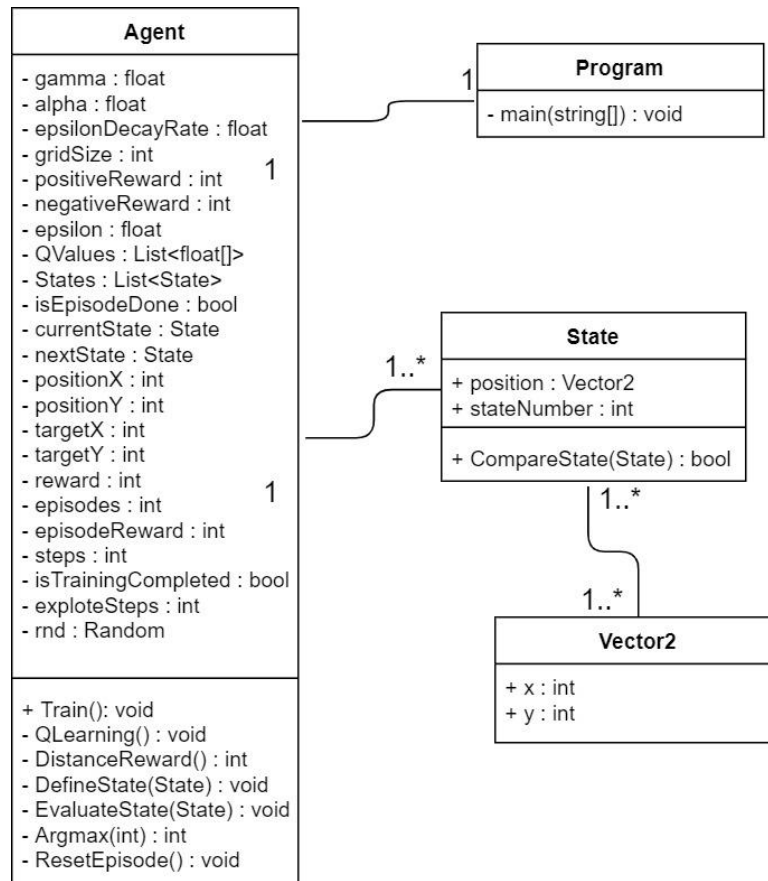 Agent
- gamma : float
- alpha : float
- epsilonDecayRate : float
- gridSize : int
- positiveReward : int
- negativeReward : int
- epsilon : float
- QValues : List<float[]>
- States : List<State>
- isEpisodeDone : bool
- currentState : State
- nextState : State
- positionX : int
- positionY : int
- targetX : int
- targetY : int
- reward : int
- episodes : int
- episodeReward : int
- steps : int
- isTrainingCompleted : bool
- exploteSteps : int
- rnd : Random
+ Train(): void
- QLearning() : void
- DistanceReward() : int
- DefineState(State) : void
- EvaluateState(State) : void
- Argmax(int) : int
- ResetEpisode() : void
1
1
1
Program
- main(string[]) : void
1..*
State
+ position : Vector2
+ stateNumber : int
+ CompareState(State) : bool
1..*
1..*
Vector2
+ x : int
+ y : int